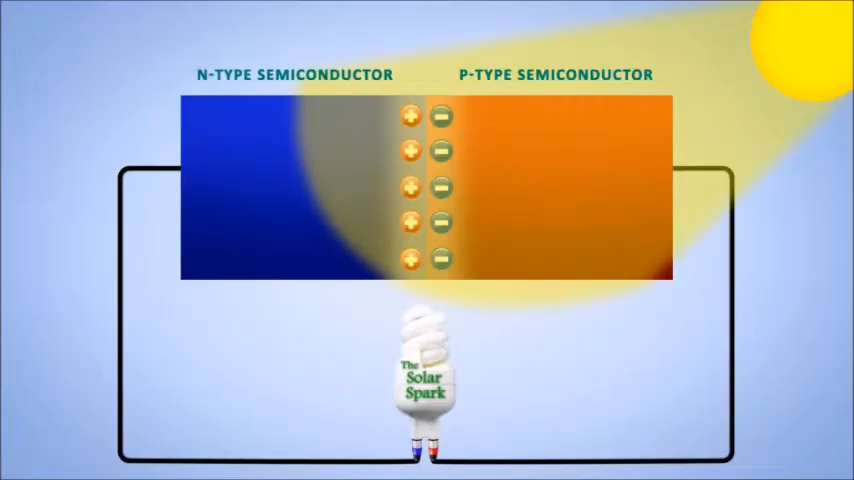 N-TYPE SEMICONDUCTOR
P-TYPE SEMICONDUCTOR
The
Solar
Spark